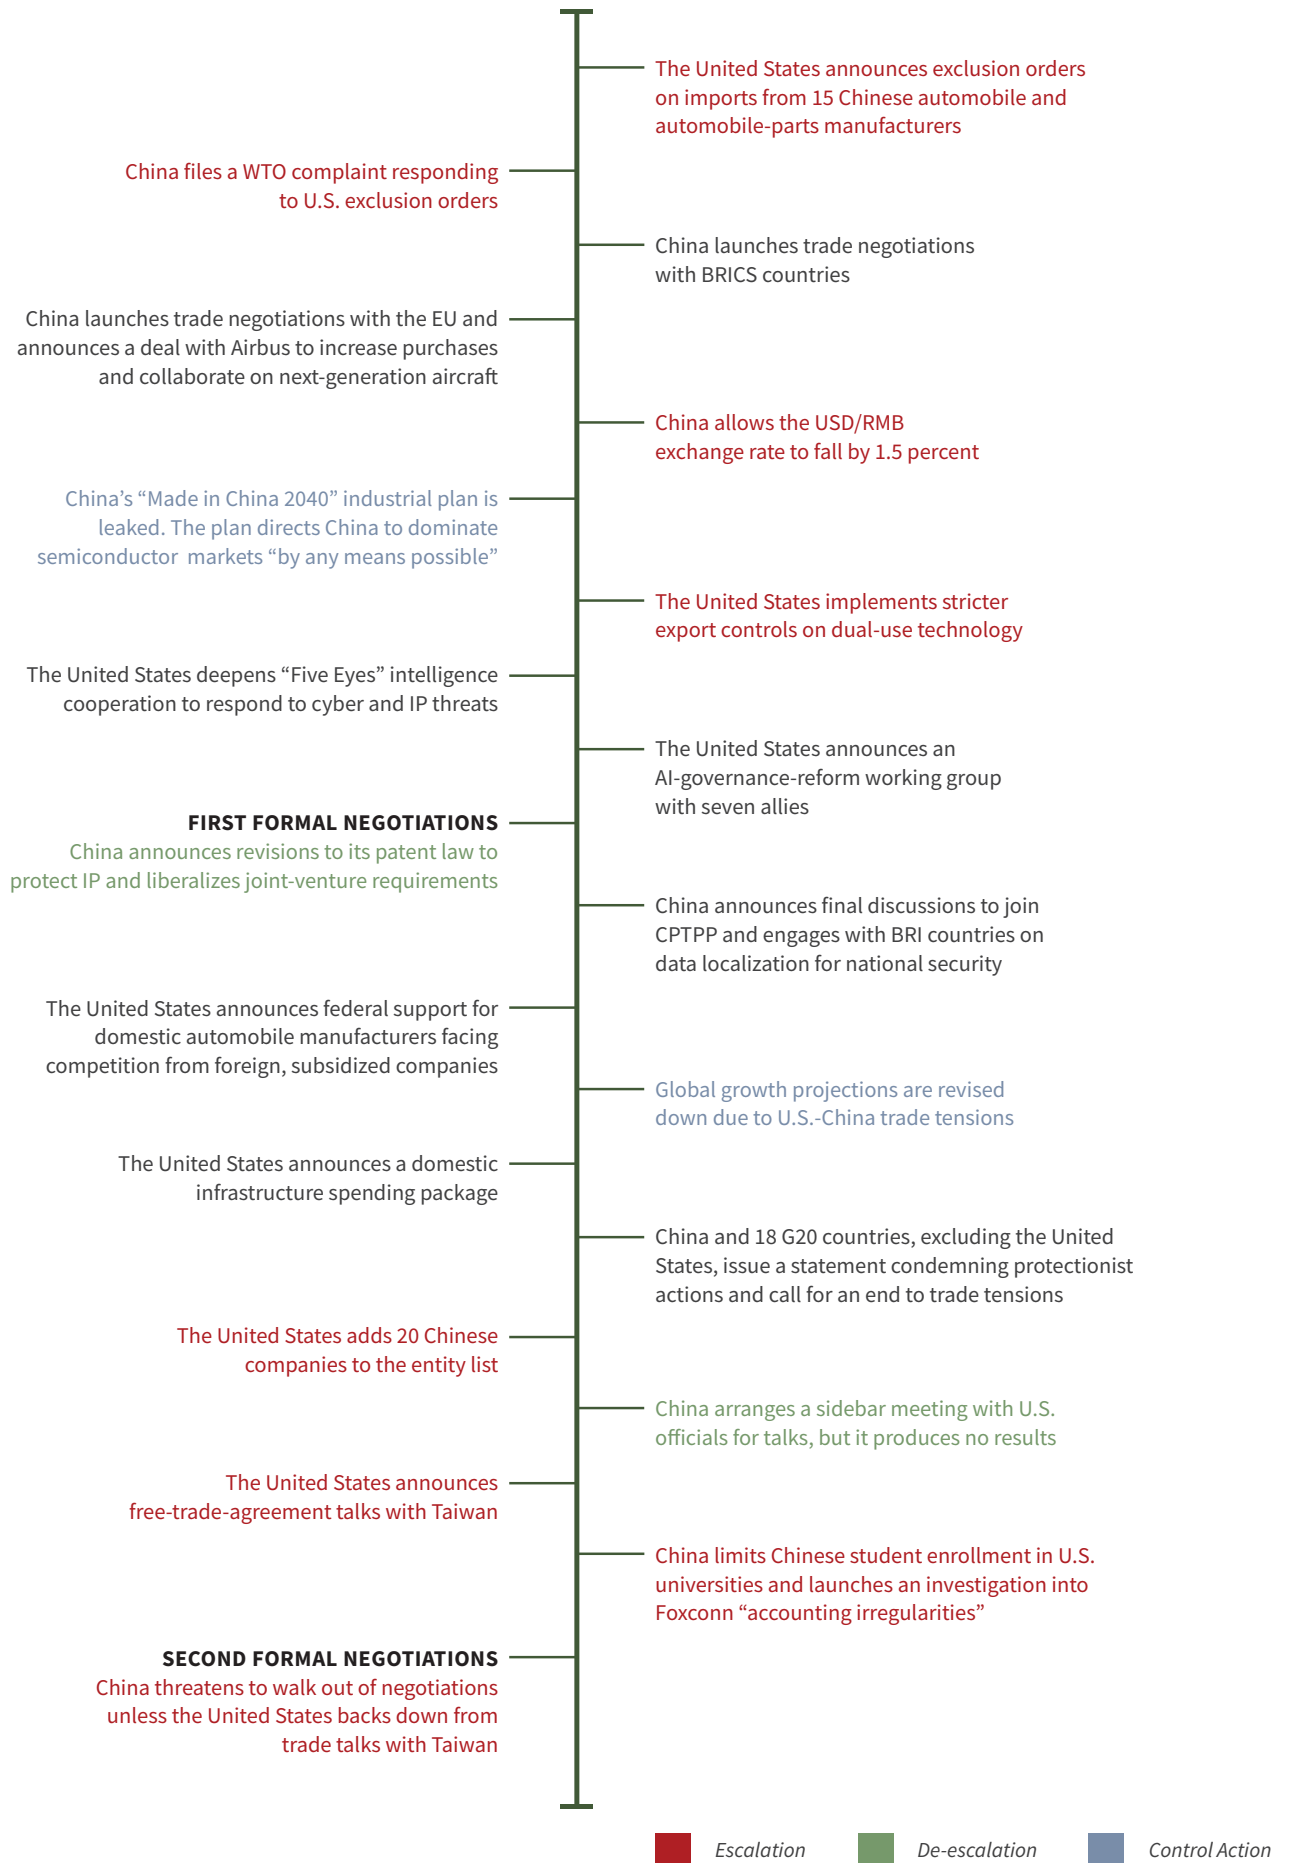 The United States announces exclusion orders
on imports from 15 Chinese automobile and
automobile-parts manufacturers
China files a WTO complaint responding
to U.S. exclusion orders
China launches trade negotiations
with BRICS countries
China launches trade negotiations with the EU and
announces a deal with Airbus to increase purchases
and collaborate on next-generation aircraft
China allows the USD/RMB
exchange rate to fall by 1.5 percent
China’s “Made in China 2040” industrial plan is
leaked. The plan directs China to dominate
semiconductor markets “by any means possible”
The United States implements stricter
export controls on dual-use technology
The United States deepens “Five Eyes” intelligence
cooperation to respond to cyber and IP threats
The United States announces an
AI-governance-reform working group
with seven allies
FIRST FORMAL NEGOTIATIONS
China announces revisions to its patent law to
protect IP and liberalizes joint-venture requirements
China announces final discussions to join
CPTPP and engages with BRI countries on
data localization for national security
The United States announces federal support for
domestic automobile manufacturers facing
competition from foreign, subsidized companies
Global growth projections are revised
down due to U.S.-China trade tensions
The United States announces a domestic
infrastructure spending package
China and 18 G20 countries, excluding the United
States, issue a statement condemning protectionist
actions and call for an end to trade tensions
The United States adds 20 Chinese
companies to the entity list
China arranges a sidebar meeting with U.S.
officials for talks, but it produces no results
The United States announces
free-trade-agreement talks with Taiwan
China limits Chinese student enrollment in U.S.
universities and launches an investigation into
Foxconn “accounting irregularities”
SECOND FORMAL NEGOTIATIONS
China threatens to walk out of negotiations
unless the United States backs down from
trade talks with Taiwan
Escalation
De-escalation
Control Action